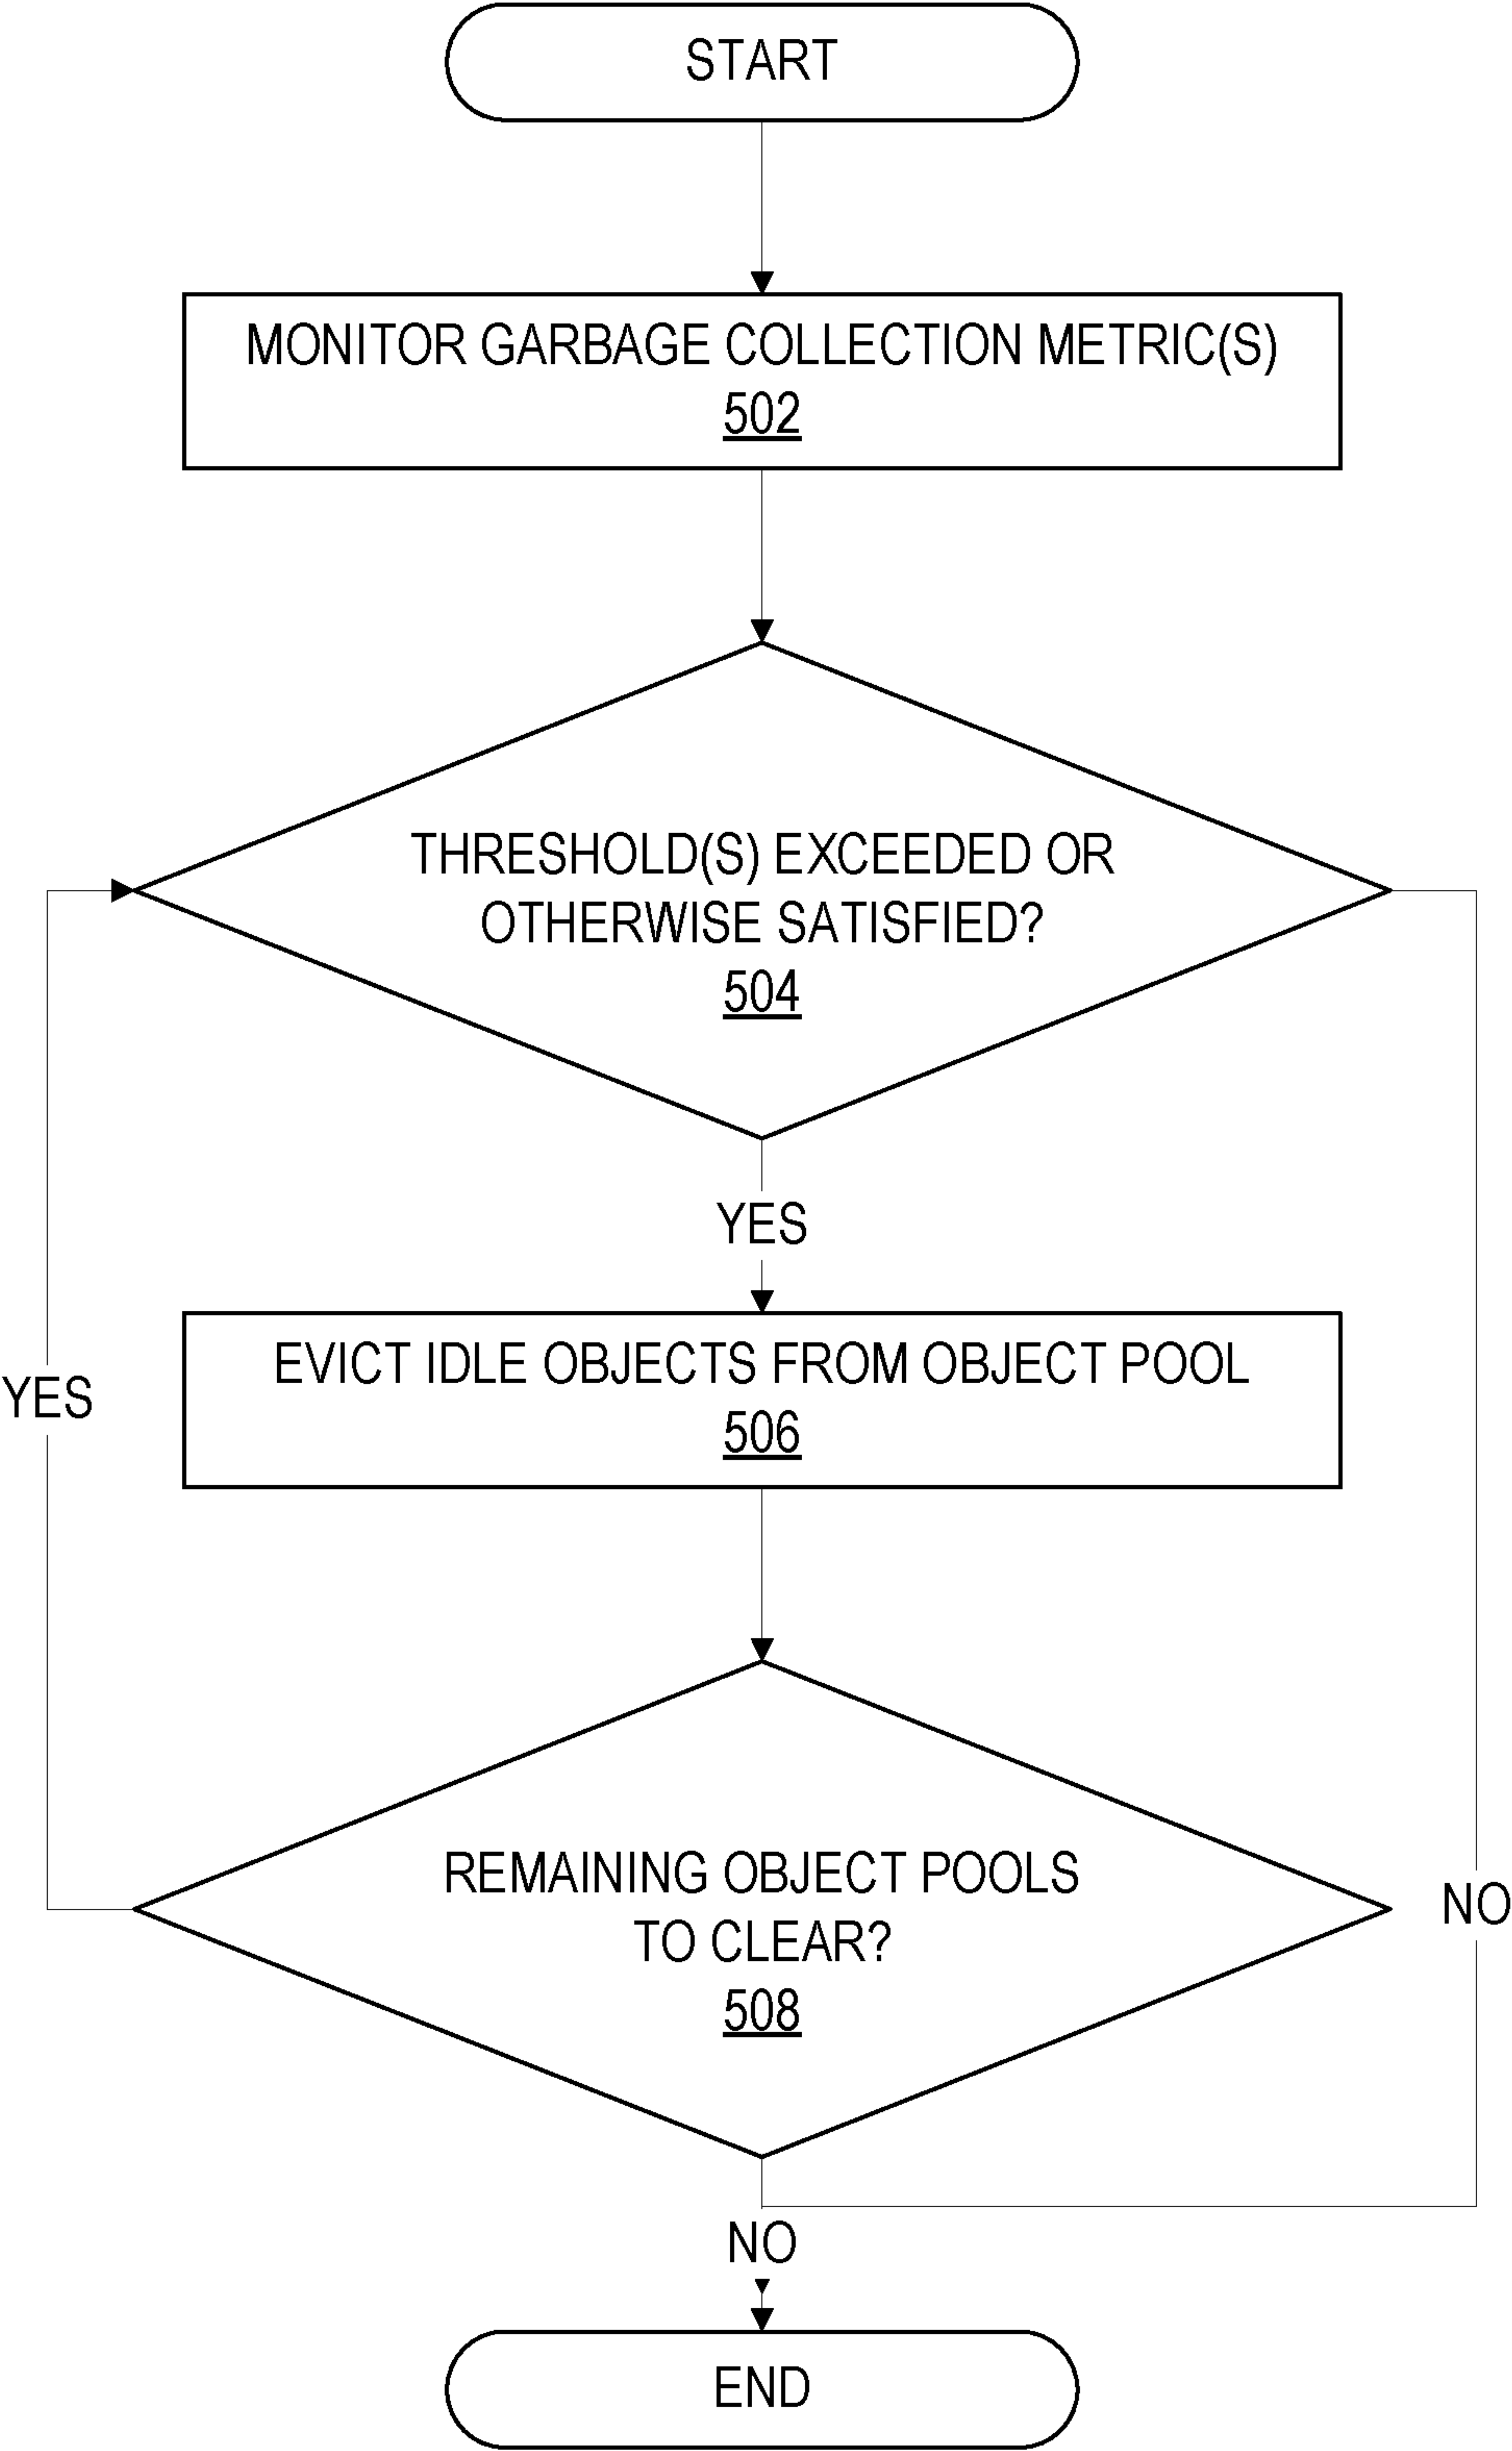 START
MONITOR GARBAGE COLLECTION METRIC(S)
502
THRESHOLD(S) EXCEEDED OR
OTHERWISE SATISFIED?
504
YES
EVICT IDLE OBJECTS FROM OBJECT POOL
506
YES
REMAINING OBJECT POOLS
TO CLEAR?
508
NO
NO
END